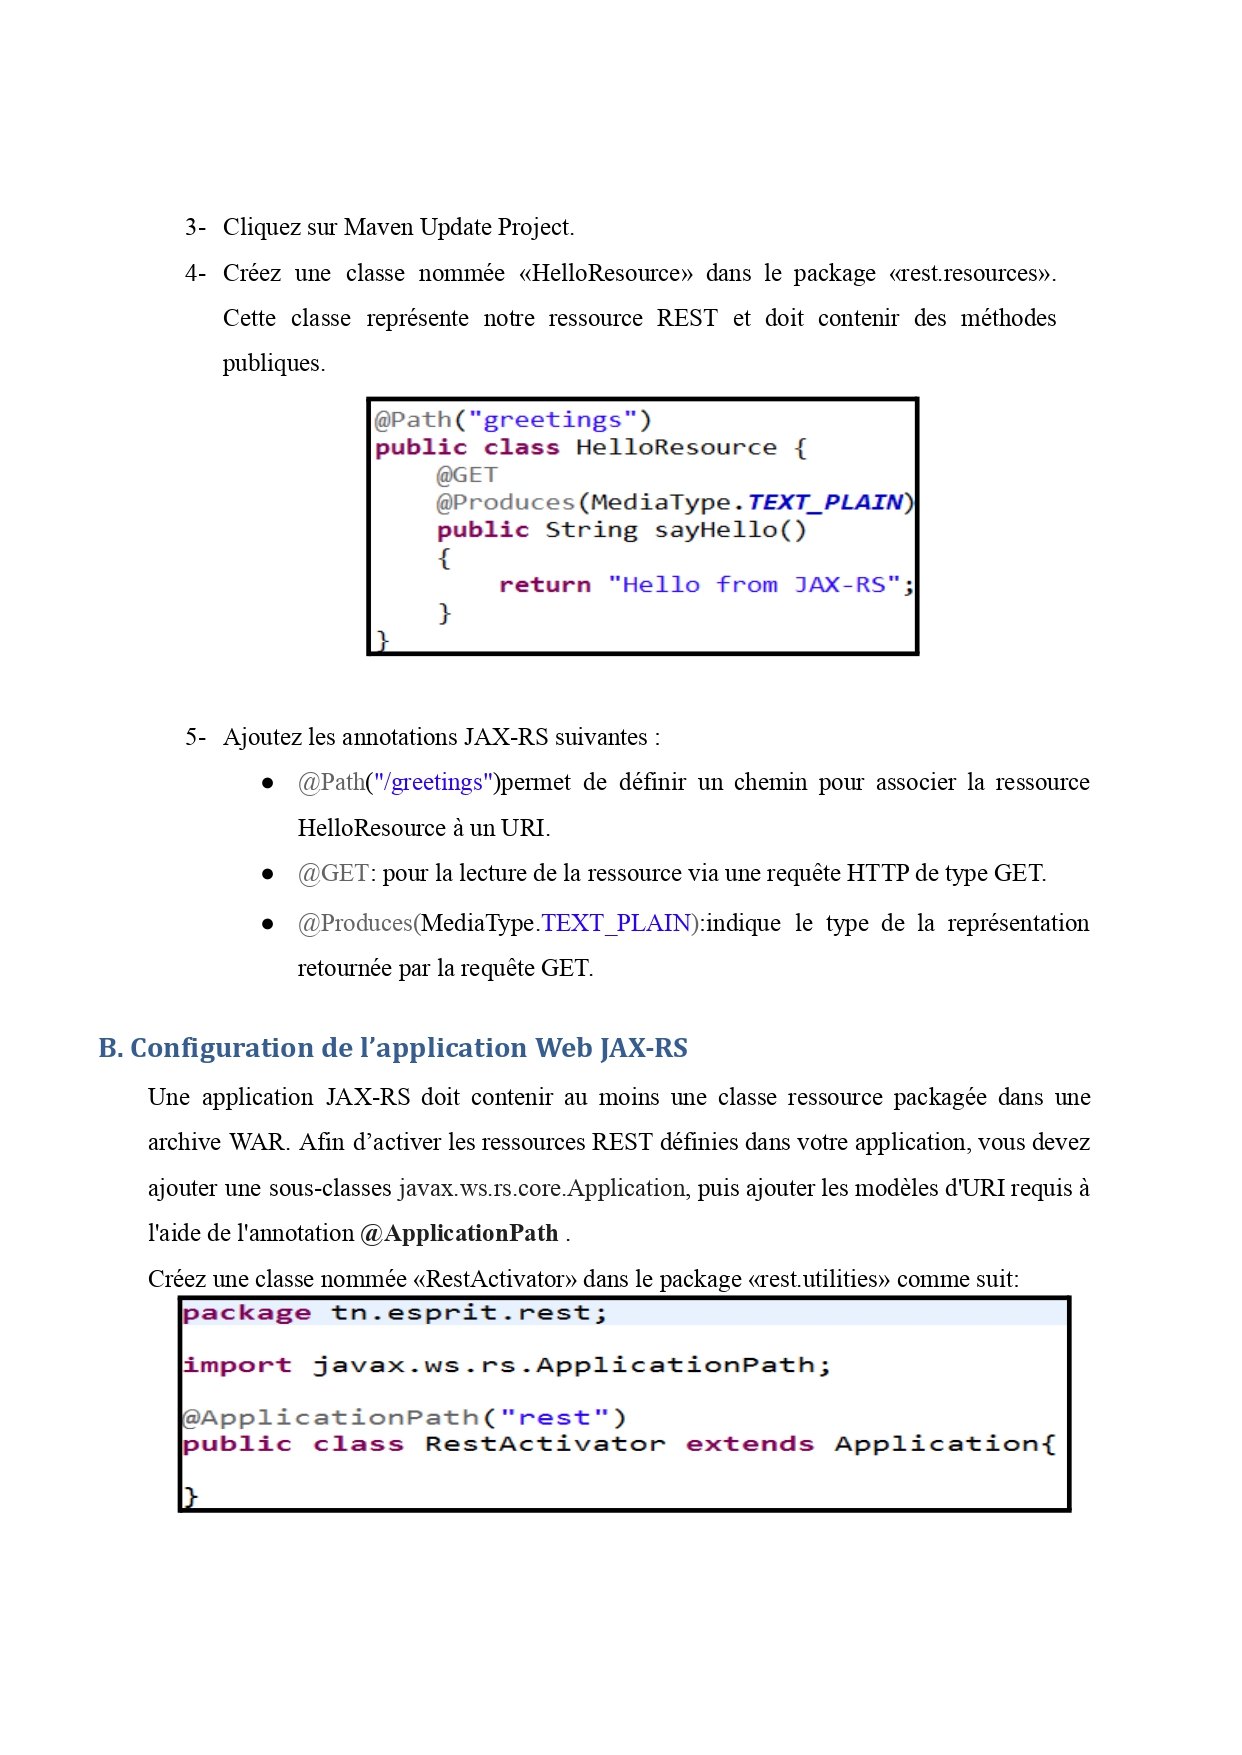 3- Cliquez sur Maven Update Project.
4- Créez une classe nommée «HelloResource» dans le package «rest.resources».
Cette classe représente notre ressource REST et doit contenir des méthodes
publiques.
@Path("greetings")
public class HelloResource {
@GET
@Produces(MediaType.TEXT_PLAIN)
public String sayHello()
{
return "Hello from JAX-RS";
}
}
5- Ajoutez les annotations JAX-RS suivantes :
● @Path("/greetings")permet de définir un chemin pour associer la ressource
HelloResource à un URI.
● @GET: pour la lecture de la ressource via une requête HTTP de type GET.
● @Produces(MediaType.TEXT_PLAIN):indique le type de la représentation
retournée par la requête GET.
B. Configuration de l’application Web JAX-RS
Une application JAX-RS doit contenir au moins une classe ressource packagée dans une
archive WAR. Afin d’activer les ressources REST définies dans votre application, vous devez
ajouter une sous-classes javax.ws.rs.core.Application, puis ajouter les modèles d'URI requis à
l'aide de l'annotation @ApplicationPath .
Créez une classe nommée «RestActivator» dans le package «rest.utilities» comme suit:
package tn.esprit.rest;
import javax.ws.rs.ApplicationPath;
@ApplicationPath("rest")
public class RestActivator extends Application{
}